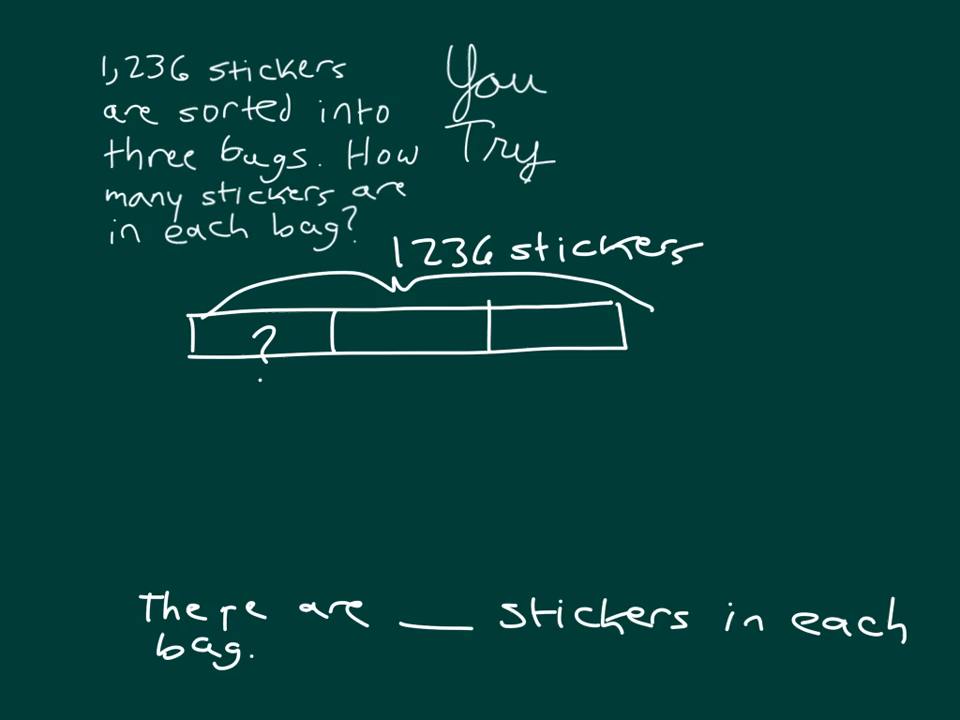 1,236 stickers
are sorted into
three bags. How
many stickers are
in each bag?
You
Try
1236 stickers
?
There are ___ stickers in each
bag.